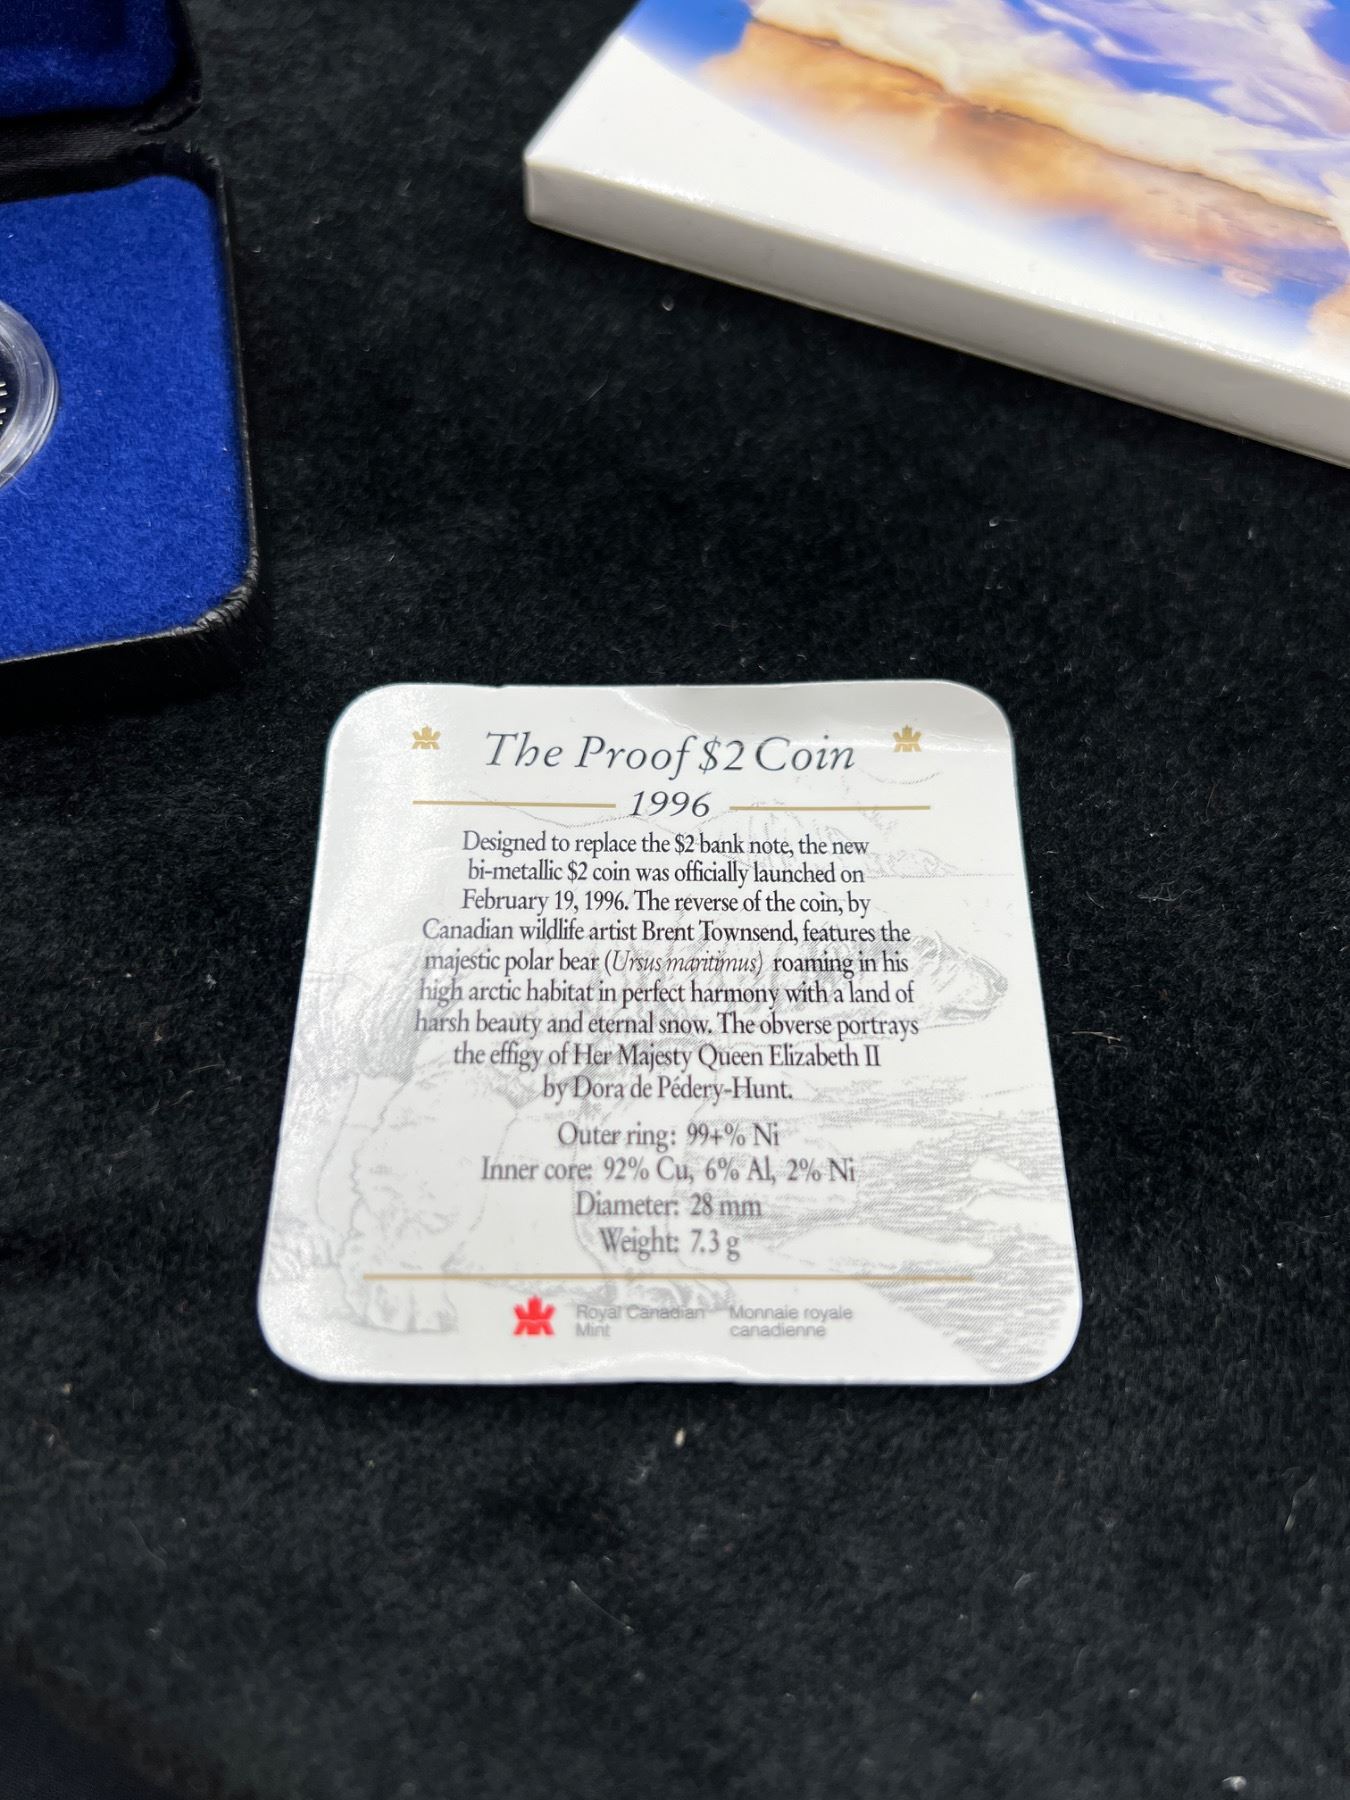 The Proof $2 Coin
1996
Designed to replace the $2 bank note, the new
bi-metallic $2 coin was officially launched on
February 19, 1996. The reverse of the coin, by
Canadian wildlife artist Brent Townsend, features the
majestic polar bear (Ursus maritimus) roaming in his
high arctic habitat in perfect harmony with a land of
harsh beauty and eternal snow. The obverse portrays
the effigy of Her Majesty Queen Elizabeth II
by Dora de Pédery-Hunt.
Outer ring: 99+% Ni
Inner core: 92% Cu, 6% Al, 2% Ni
Diameter: 28 mm
Weight: 7.3 g
Royal Canadian Monnaie royale
Mint canadienne